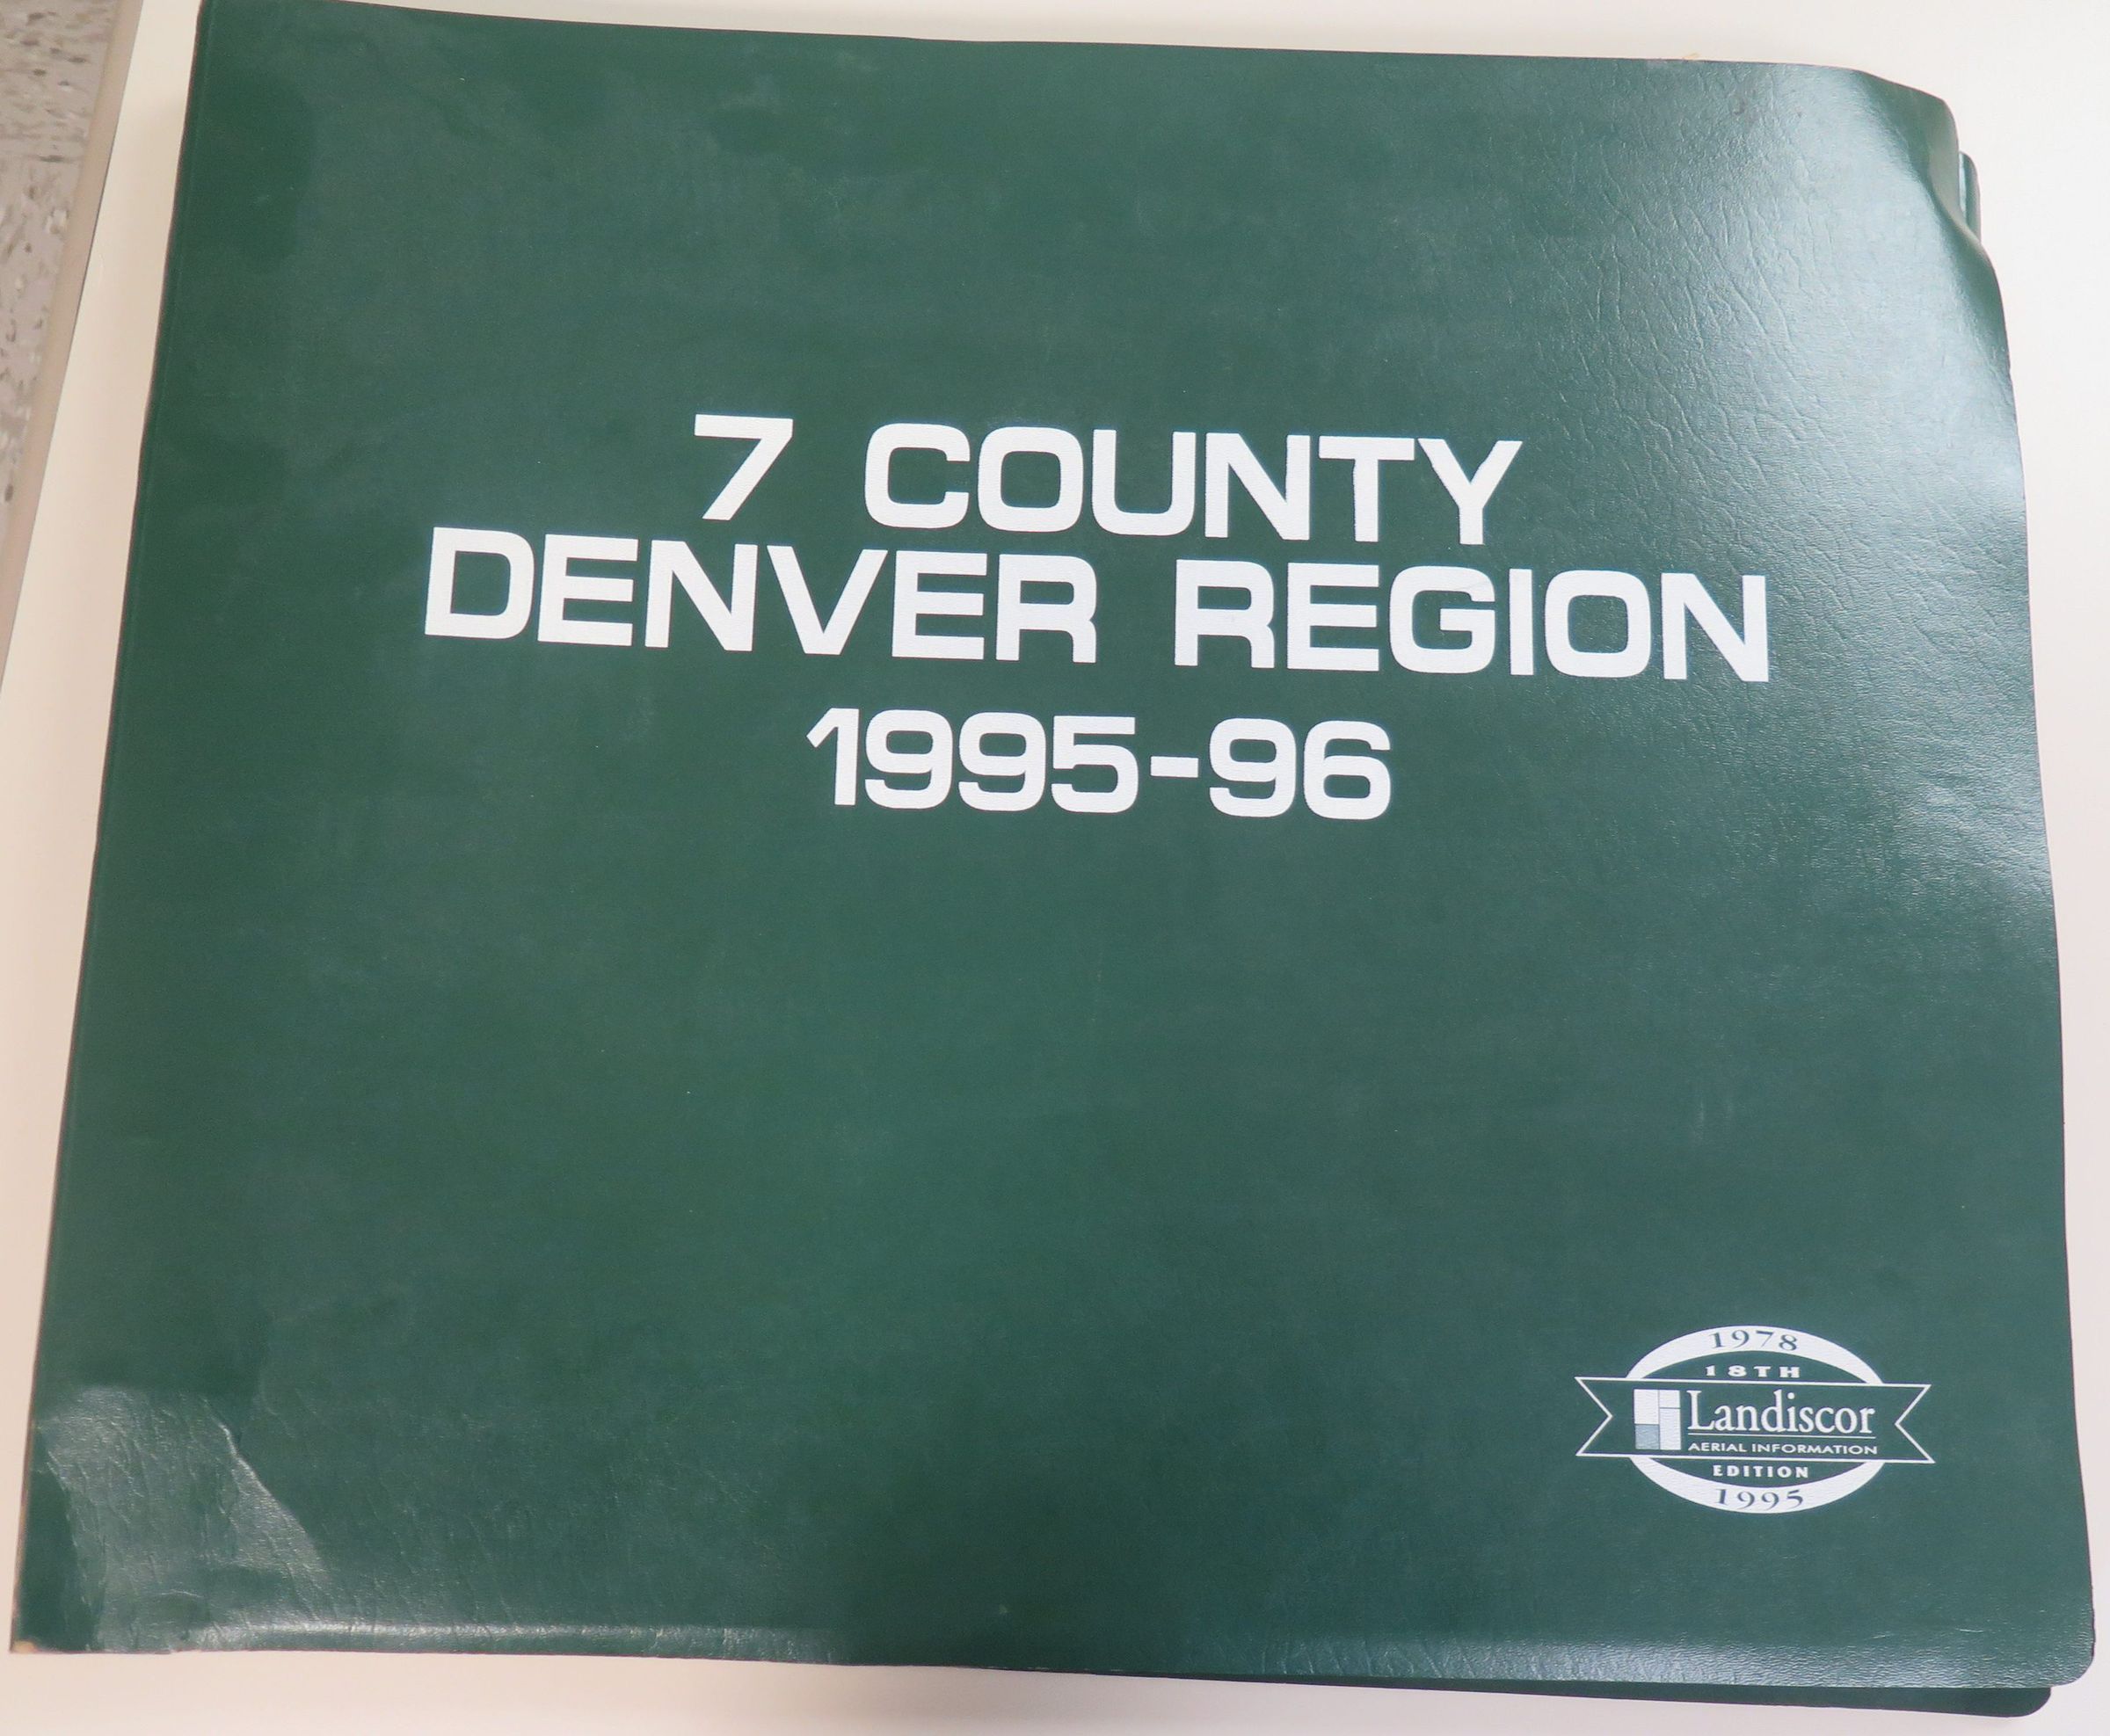 7 COUNTY
DENVER REGION
1995-96
1978
18TH
Landiscor
AERIAL INFORMATION
EDITION
1995